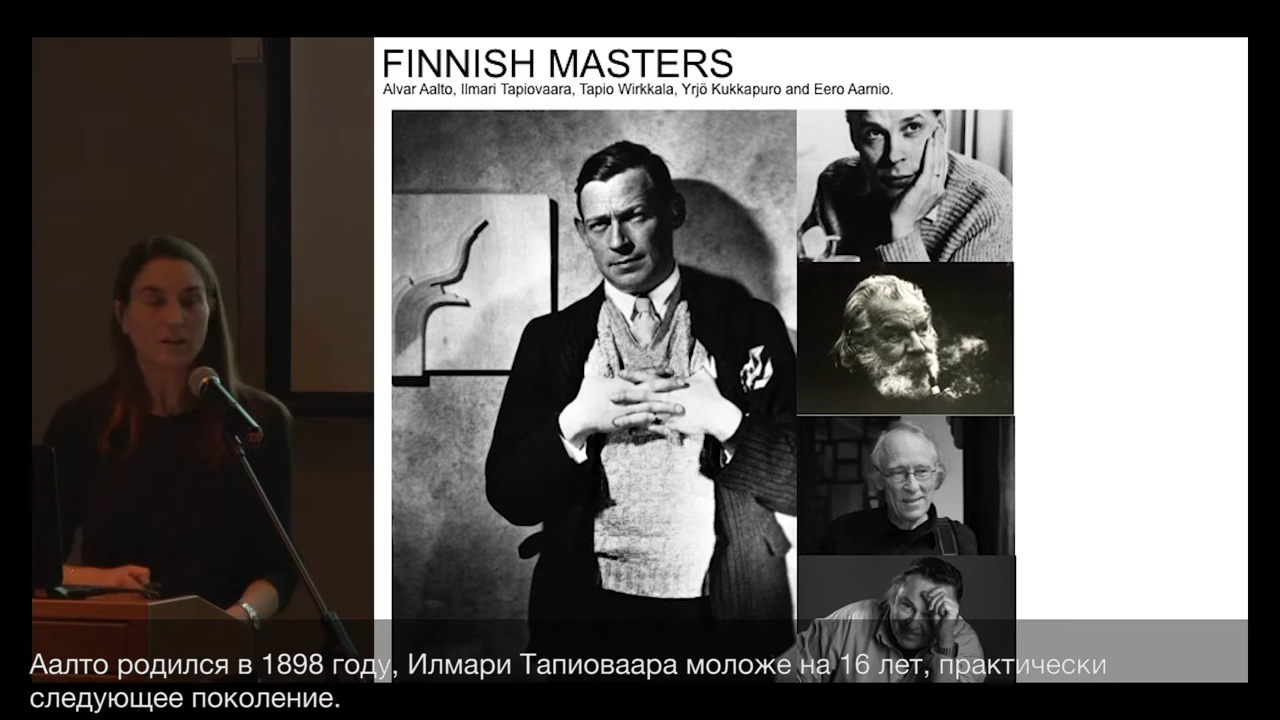 FINNISH MASTERS
Alvar Aalto, Ilmari Tapiovaara, Tapio Wirkkala, Yrjö Kukkapuro and Eero Aarnio.
Аалто родился в 1898 году, Илмари Тапиоваара моложе на 16 лет, практически
следующее поколение.